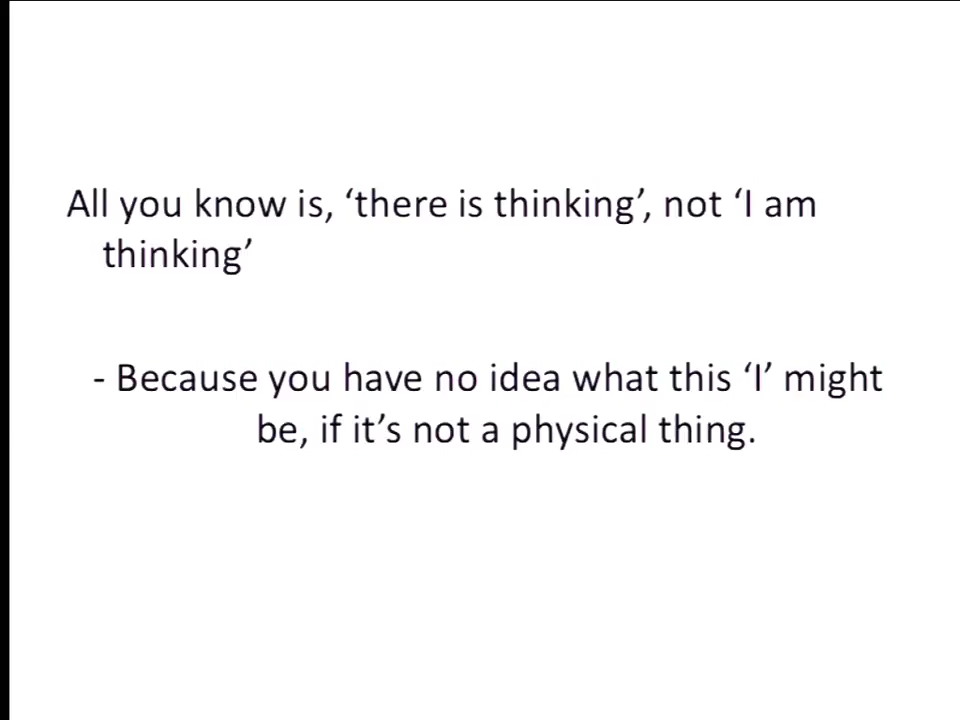 All you know is, ‘there is thinking’, not ‘I am
thinking’
- Because you have no idea what this ‘I’ might
be, if it’s not a physical thing.